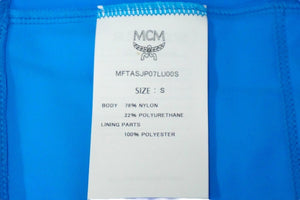 MCM
MFTASJP07LU00S
SIZE : S
BODY 78% NYLON
22% POLYURETHANE
LINING PARTS
100% POLYESTER